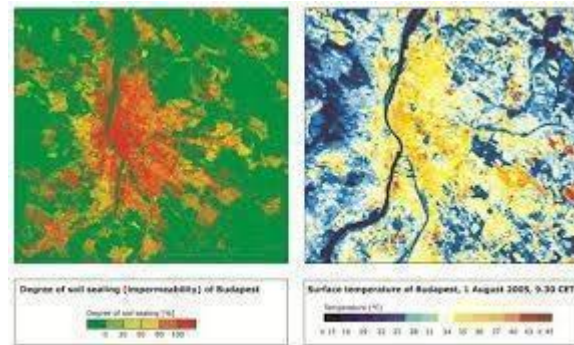 Degree of soil sealing [impermeability] of Budapest
Degree of soil sealing [%]
0 20 50 80 100
Surface temperature of Budapest, 1 August 2005, 9.30 CET
Temperature [°C]